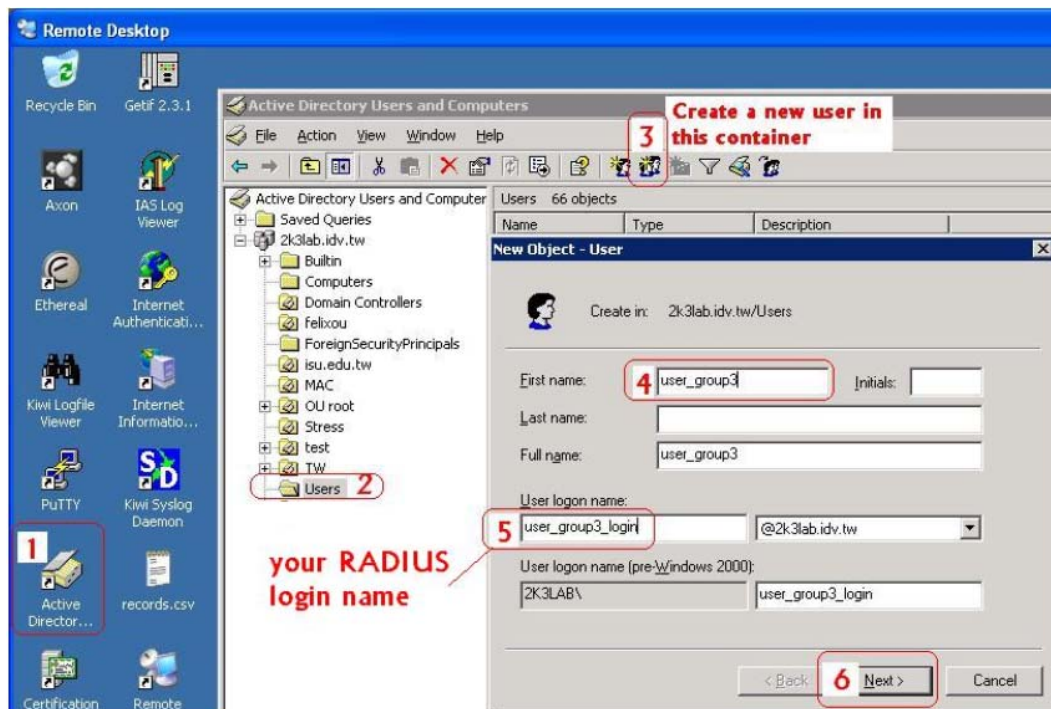 Remote Desktop
Recycle Bin
Getif 2.3.1
Axon
IAS Log
Viewer
Ethereal
Internet
Authenticati...
Kiwi Logfile
Viewer
Internet
Informatio...
PuTTY
Kiwi Syslog
Daemon
1
Active
Director...
records.csv
Certification
Remote
Active Directory Users and Computers
File Action View Window Help
3
Create a new user in
this container
Active Directory Users and Computer
Saved Queries
2k3lab.idv.tw
Builtin
Computers
Domain Controllers
felixou
ForeignSecurityPrincipals
isu.edu.tw
MAC
OU root
Stress
test
TW
Users
2
Users 66 objects
Name Type Description
New Object - User
Create in: 2k3lab.idv.tw/Users
First name: 4 user_group3 Initials:
Last name:
Full name: user_group3
User logon name:
5 user_group3_login @2k3lab.idv.tw
your RADIUS
login name
User logon name (pre-Windows 2000):
2K3LAB\ user_group3_login
< Back 6 Next > Cancel